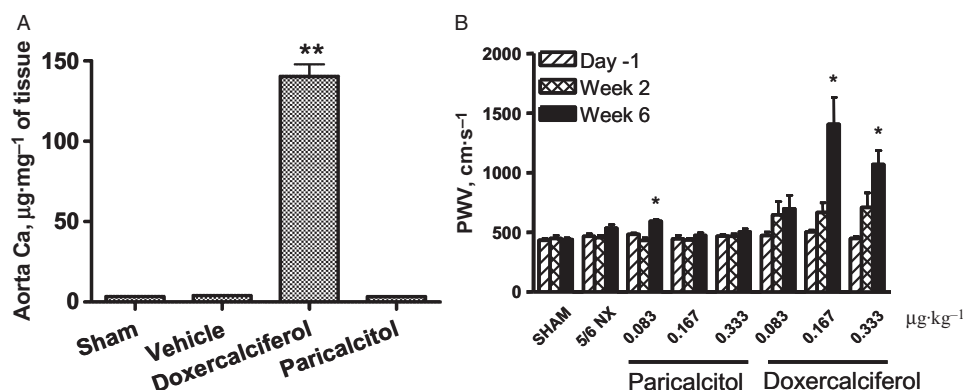 A
Aorta Ca, µg·mg⁻¹ of tissue
150
100
50
0
**
Sham
Vehicle
Doxercalciferol
Paricalcitol
B
PWV, cm·s⁻¹
2000
1500
1000
500
0
Day -1
Week 2
Week 6
*
*
*
SHAM
5/6 NX
0.083
0.167
0.333
0.083
0.167
0.333
µg·kg⁻¹
Paricalcitol
Doxercalciferol